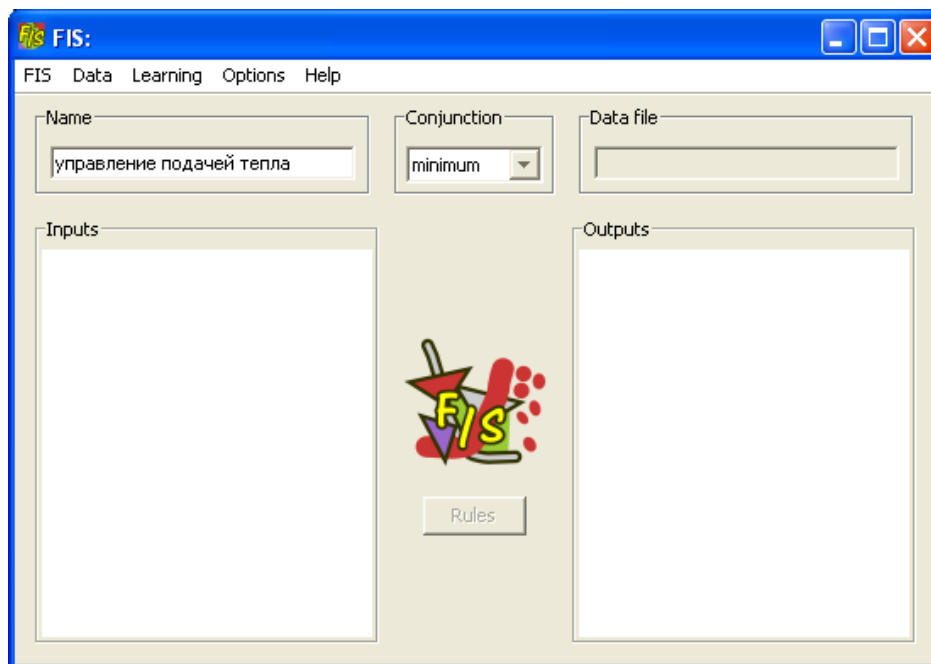 FIS:
FIS Data Learning Options Help
Name
управление подачей тепла
Conjunction
minimum
Data file
Inputs
Outputs
FIS
Rules